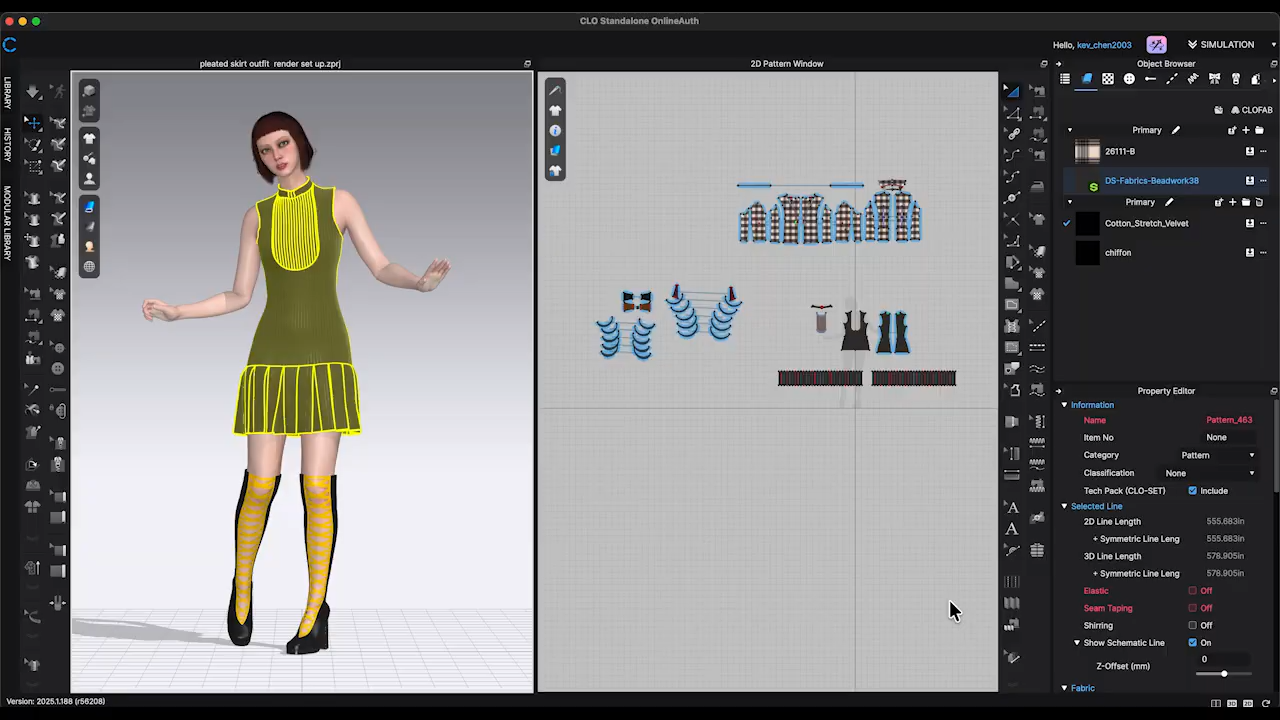 CLO Standalone OnlineAuth
Hello, kev_chen2003
SIMULATION
pleated skirt outfit render set up.zprj
2D Pattern Window
Object Browser
LIBRARY
HISTORY
MODULAR LIBRARY
CLOFAB
Primary
26111-B
DS-Fabrics-Beadwork38
Primary
Cotton_Stretch_Velvet
chiffon
Property Editor
Information
Name Pattern_463
Item No None
Category Pattern
Classification None
Tech Pack (CLO-SET) Include
Selected Line
2D Line Length 555.683in
+ Symmetric Line Leng 555.683in
3D Line Length 578.905in
+ Symmetric Line Leng 578.905in
Elastic Off
Seam Taping Off
Shirring Off
Show Schematic Line On
Z-Offset (mm) 0
Fabric
Version: 2025.1.188 (r56208)